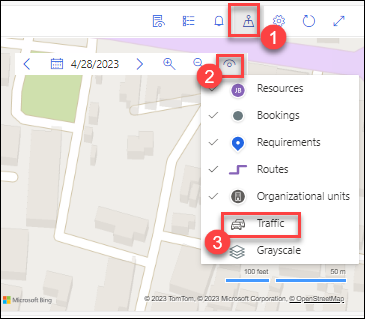 1
4/28/2023
2
JB Resources
Bookings
Requirements
Routes
Organizational units
Traffic
3
Grayscale
100 feet 50 m
Microsoft Bing © 2023 TomTom, © 2023 Microsoft Corporation, © OpenStreetMap